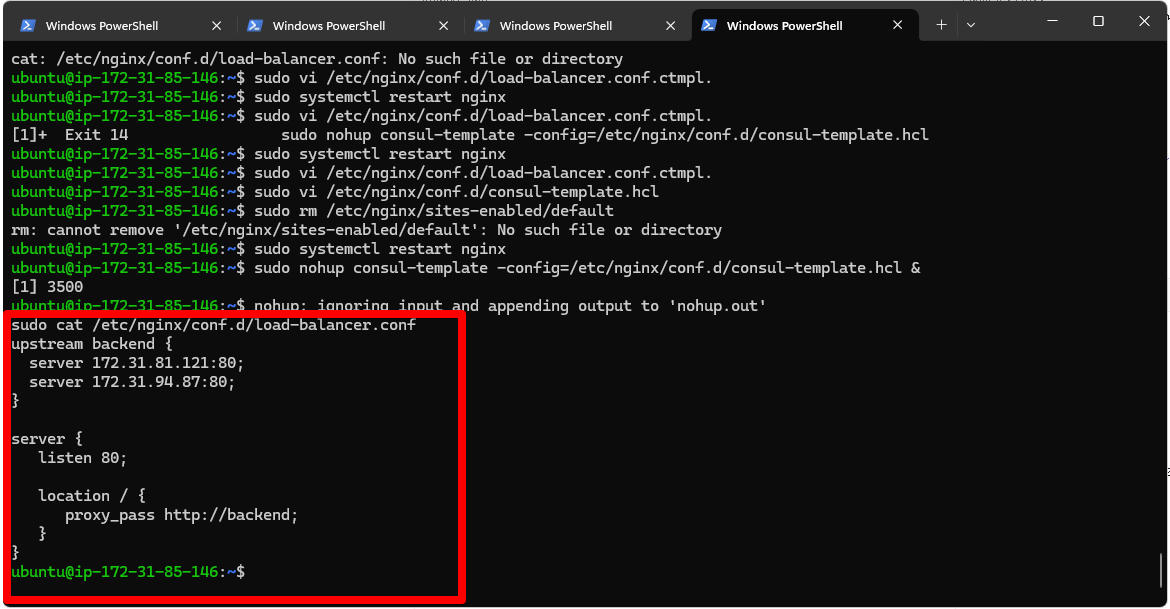 Windows PowerShell
Windows PowerShell
Windows PowerShell
Windows PowerShell
cat: /etc/nginx/conf.d/load-balancer.conf: No such file or directory
ubuntu@ip-172-31-85-146:~$ sudo vi /etc/nginx/conf.d/load-balancer.conf.ctmpl.
ubuntu@ip-172-31-85-146:~$ sudo systemctl restart nginx
ubuntu@ip-172-31-85-146:~$ sudo vi /etc/nginx/conf.d/load-balancer.conf.ctmpl.
[1]+  Exit 14                 sudo nohup consul-template -config=/etc/nginx/conf.d/consul-template.hcl
ubuntu@ip-172-31-85-146:~$ sudo systemctl restart nginx
ubuntu@ip-172-31-85-146:~$ sudo vi /etc/nginx/conf.d/load-balancer.conf.ctmpl.
ubuntu@ip-172-31-85-146:~$ sudo vi /etc/nginx/conf.d/consul-template.hcl
ubuntu@ip-172-31-85-146:~$ sudo rm /etc/nginx/sites-enabled/default
rm: cannot remove '/etc/nginx/sites-enabled/default': No such file or directory
ubuntu@ip-172-31-85-146:~$ sudo systemctl restart nginx
ubuntu@ip-172-31-85-146:~$ sudo nohup consul-template -config=/etc/nginx/conf.d/consul-template.hcl &
[1] 3500
ubuntu@ip-172-31-85-146:~$ nohup: ignoring input and appending output to 'nohup.out'
sudo cat /etc/nginx/conf.d/load-balancer.conf
upstream backend {
  server 172.31.81.121:80;
  server 172.31.94.87:80;
}
server {
   listen 80;
   location / {
      proxy_pass http://backend;
   }
}
ubuntu@ip-172-31-85-146:~$